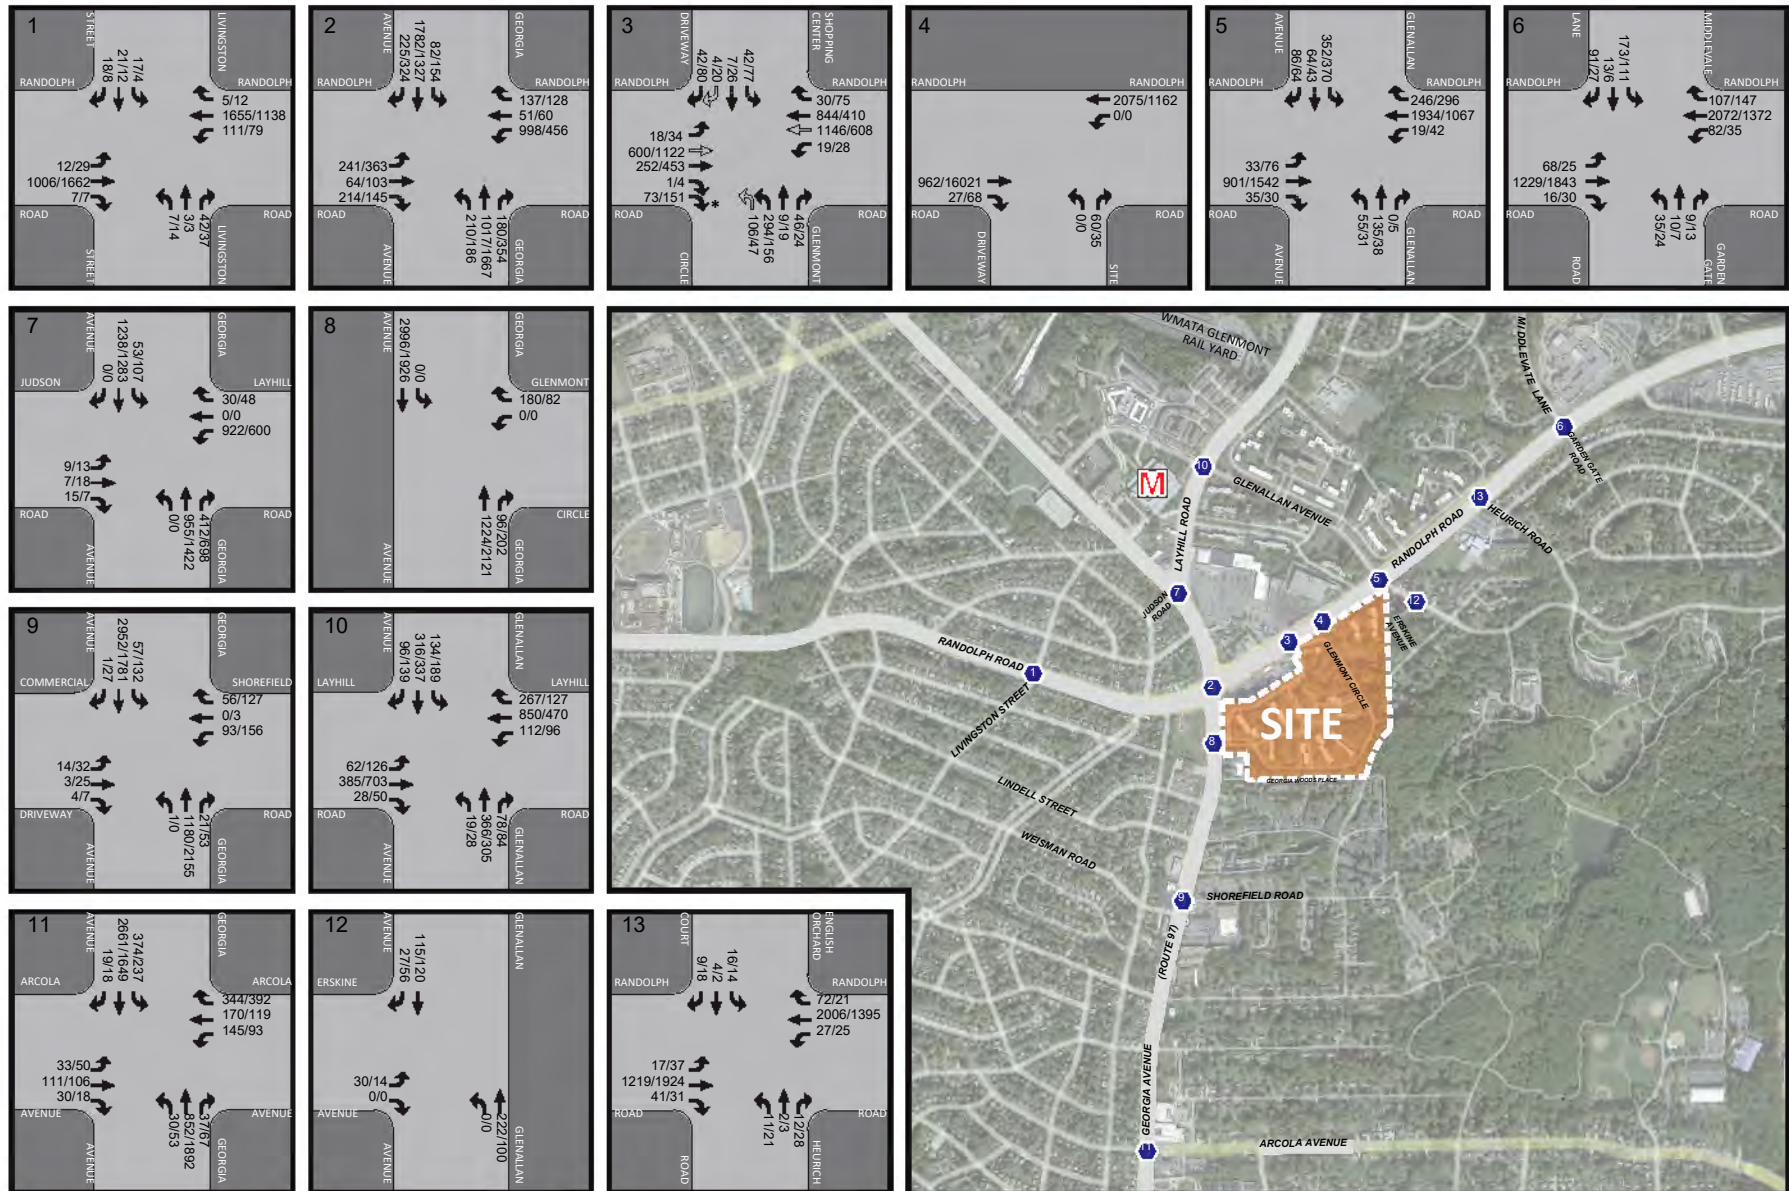 1
STREET
LIVINGSTON
18/8
21/12
17/4
RANDOLPH
RANDOLPH
5/12
1655/1138
111/79
12/29
1006/1662
7/7
7/14
3/3
42/37
ROAD
ROAD
STREET
LIVINGSTON
2
AVENUE
GEORGIA
225/324
1782/1327
82/154
RANDOLPH
RANDOLPH
137/128
51/60
998/456
241/363
64/103
214/145
210/186
1017/1667
180/354
ROAD
ROAD
AVENUE
GEORGIA
3
DRIVEWAY
SHOPPING
CENTER
42/80
4/20
7/26
42/77
RANDOLPH
RANDOLPH
30/75
844/410
1146/608
19/28
18/34
600/1122
252/453
1/4
73/151
*
106/47
294/156
9/19
46/24
ROAD
ROAD
CIRCLE
GLENMONT
4
RANDOLPH
RANDOLPH
2075/1162
0/0
962/16021
27/68
0/0
60/35
ROAD
ROAD
DRIVEWAY
SITE
5
AVENUE
GLENALLAN
86/64
64/43
352/370
RANDOLPH
RANDOLPH
246/296
1934/1067
19/42
33/76
901/1542
35/30
55/31
135/38
0/5
ROAD
ROAD
AVENUE
GLENALLAN
6
LANE
MIDDLEVALE
91/27
13/6
173/111
RANDOLPH
RANDOLPH
107/147
2072/1372
82/35
68/25
1229/1843
16/30
35/24
10/7
9/13
ROAD
ROAD
ROAD
GARDEN
GATE
7
AVENUE
GEORGIA
0/0
1238/1283
53/107
JUDSON
LAYHILL
30/48
0/0
922/600
9/13
7/18
15/7
0/0
955/1422
412/698
ROAD
ROAD
AVENUE
GEORGIA
8
AVENUE
GEORGIA
2996/1926
0/0
GLENMONT
180/82
0/0
1224/2121
96/202
CIRCLE
AVENUE
GEORGIA
9
AVENUE
GEORGIA
1/27
2952/1781
57/132
COMMERCIAL
SHOREFIELD
56/127
0/3
93/156
14/32
3/25
4/7
1/0
1180/2155
21/53
DRIVEWAY
ROAD
AVENUE
GEORGIA
10
AVENUE
GLENALLAN
96/139
316/337
134/189
LAYHILL
LAYHILL
267/127
850/470
112/96
62/126
385/703
28/50
19/28
366/305
78/84
ROAD
ROAD
AVENUE
GLENALLAN
11
AVENUE
GEORGIA
19/18
2661/1649
374/237
ARCOLA
ARCOLA
344/392
170/119
145/93
33/50
111/106
30/18
30/53
852/1892
37/67
AVENUE
AVENUE
AVENUE
GEORGIA
12
AVENUE
GLENALLAN
27/56
115/120
ERSKINE
30/14
0/0
0/0
222/100
AVENUE
AVENUE
GLENALLAN
13
COURT
ENGLISH
ORCHARD
9/18
4/2
16/14
RANDOLPH
RANDOLPH
72/21
2006/1395
27/25
17/37
1219/1924
41/31
11/21
2/3
12/28
ROAD
ROAD
ROAD
HEURICH
WMATA GLENMONT
RAIL YARD
MIDDLEVATE LANE
6
GARDEN GATE
ROAD
10
M
GLENALLAN AVENUE
13
HEURICH ROAD
LAYHILL ROAD
RANDOLPH ROAD
5
7
JUDSON
ROAD
12
ERSKINE
AVENUE
4
3
GLENMONT CIRCLE
RANDOLPH ROAD
1
2
LIVINGSTON STREET
SITE
8
GEORGIA WOODS PLACE
LINDELL STREET
WEISMAN ROAD
9
SHOREFIELD ROAD
(ROUTE 97)
GEORGIA AVENUE
11
ARCOLA AVENUE